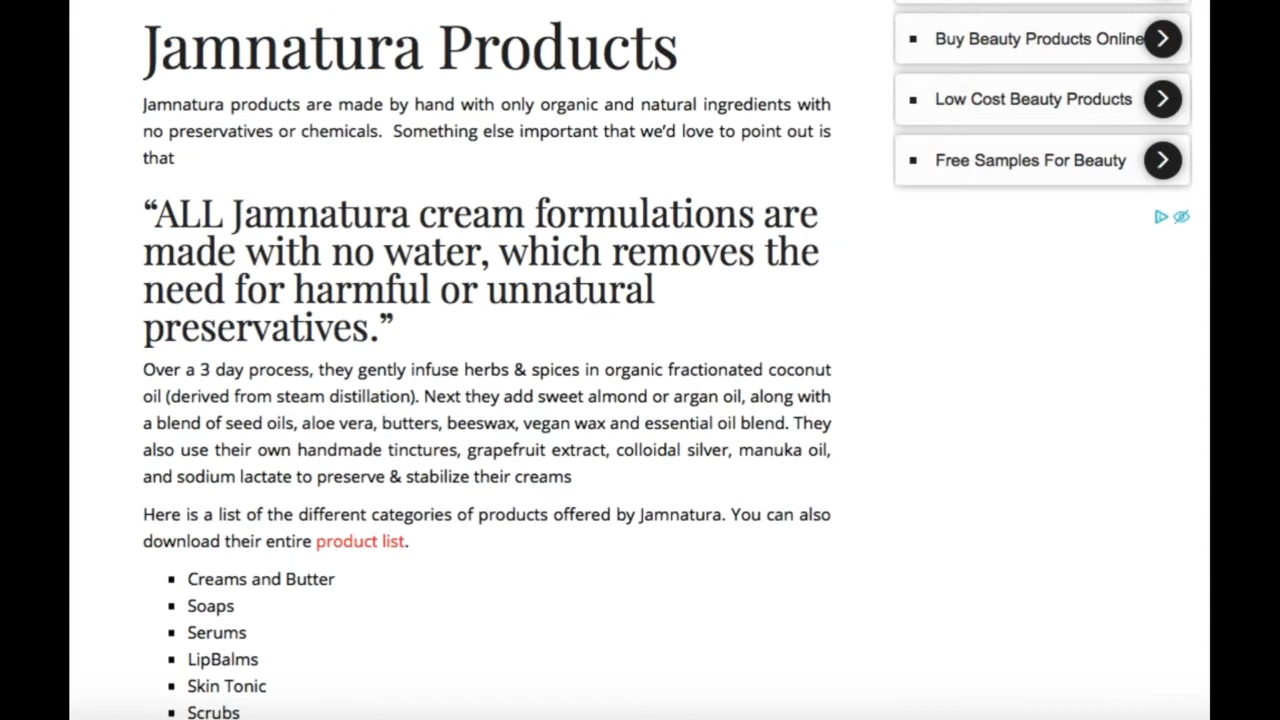 Jamnatura Products
Jamnatura products are made by hand with only organic and natural ingredients with
no preservatives or chemicals.  Something else important that we’d love to point out is
that
“ALL Jamnatura cream formulations are
made with no water, which removes the
need for harmful or unnatural
preservatives.”
Over a 3 day process, they gently infuse herbs & spices in organic fractionated coconut
oil (derived from steam distillation). Next they add sweet almond or argan oil, along with
a blend of seed oils, aloe vera, butters, beeswax, vegan wax and essential oil blend. They
also use their own handmade tinctures, grapefruit extract, colloidal silver, manuka oil,
and sodium lactate to preserve & stabilize their creams
Here is a list of the different categories of products offered by Jamnatura. You can also
download their entire product list.
Creams and Butter
Soaps
Serums
LipBalms
Skin Tonic
Scrubs
Buy Beauty Products Online
Low Cost Beauty Products
Free Samples For Beauty